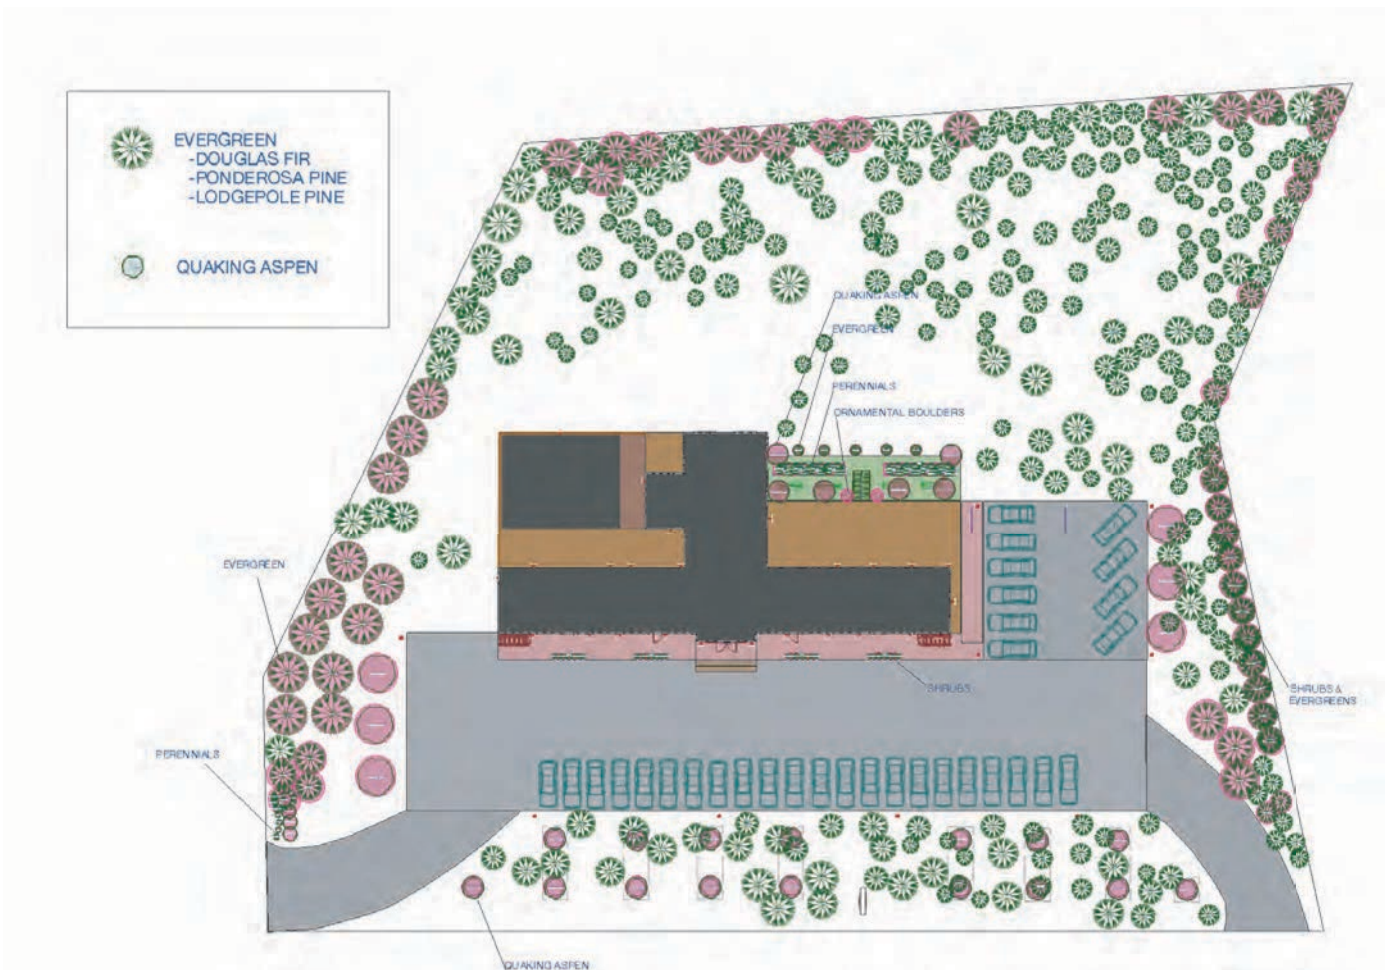 EVERGREEN
-DOUGLAS FIR
-PONDEROSA PINE
-LODGEPOLE PINE
QUAKING ASPEN
QUAKING ASPEN
EVERGREEN
PERENNIALS
ORNAMENTAL BOULDERS
EVERGREEN
SHRUBS
SHRUBS &
EVERGREENS
PERENNIALS
QUAKING ASPEN